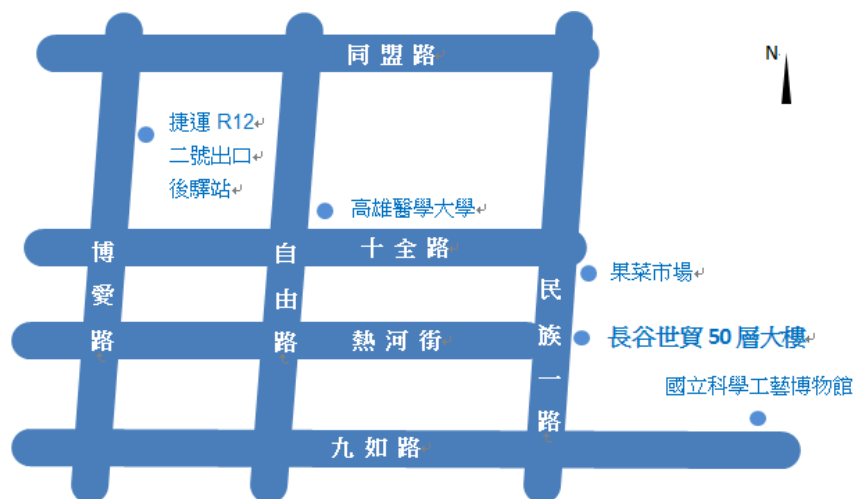 同盟路
N
捷運 R12
二號出口
後驛站
高雄醫學大學
十全路
博愛路
自由路
民族一路
果菜市場
熱河街
長谷世貿 50 層大樓
國立科學工藝博物館
九如路